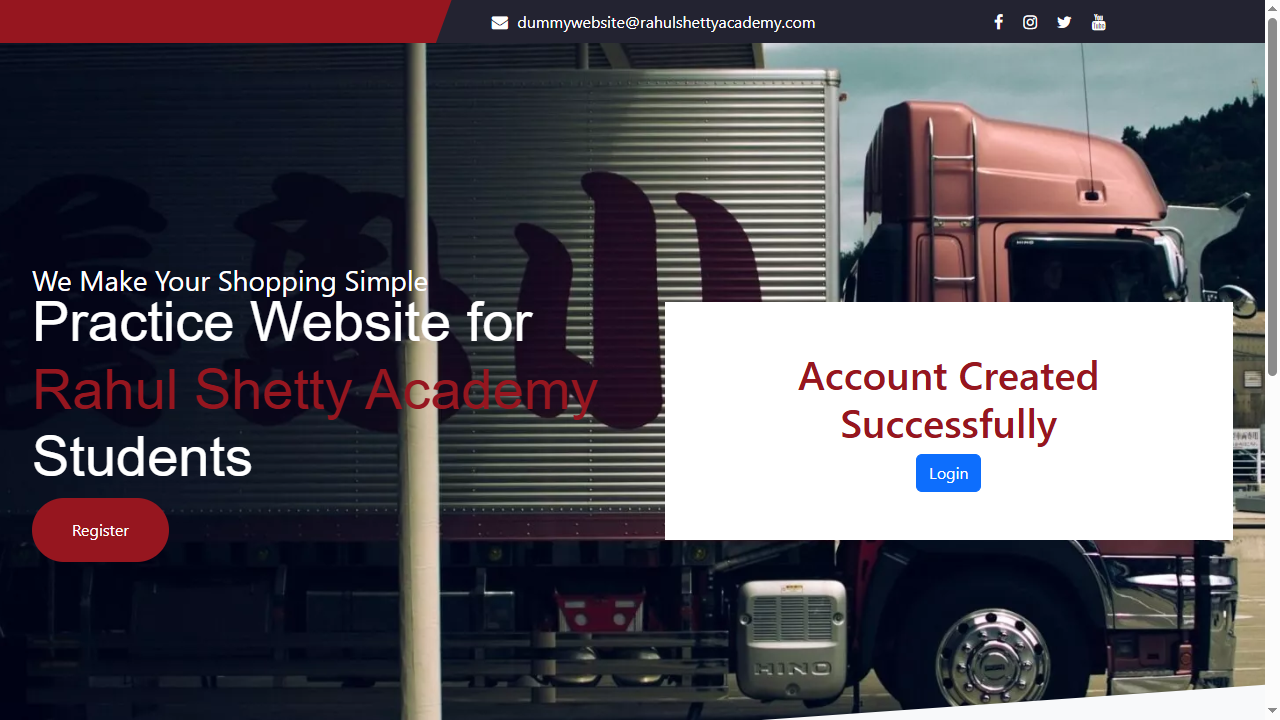 dummywebsite@rahulshettyacademy.com
We Make Your Shopping Simple
Practice Website for
Rahul Shetty Academy
Students
Register
Account Created
Successfully
Login
HINO